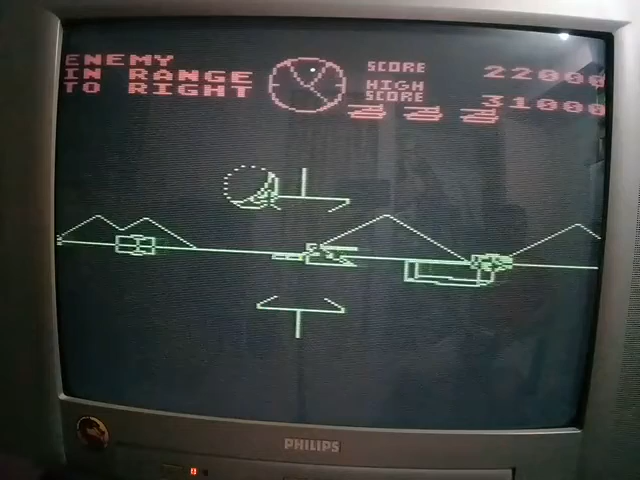 ENEMY
IN RANGE
TO RIGHT
SCORE 22000
HIGH
SCORE 31000
PHILIPS